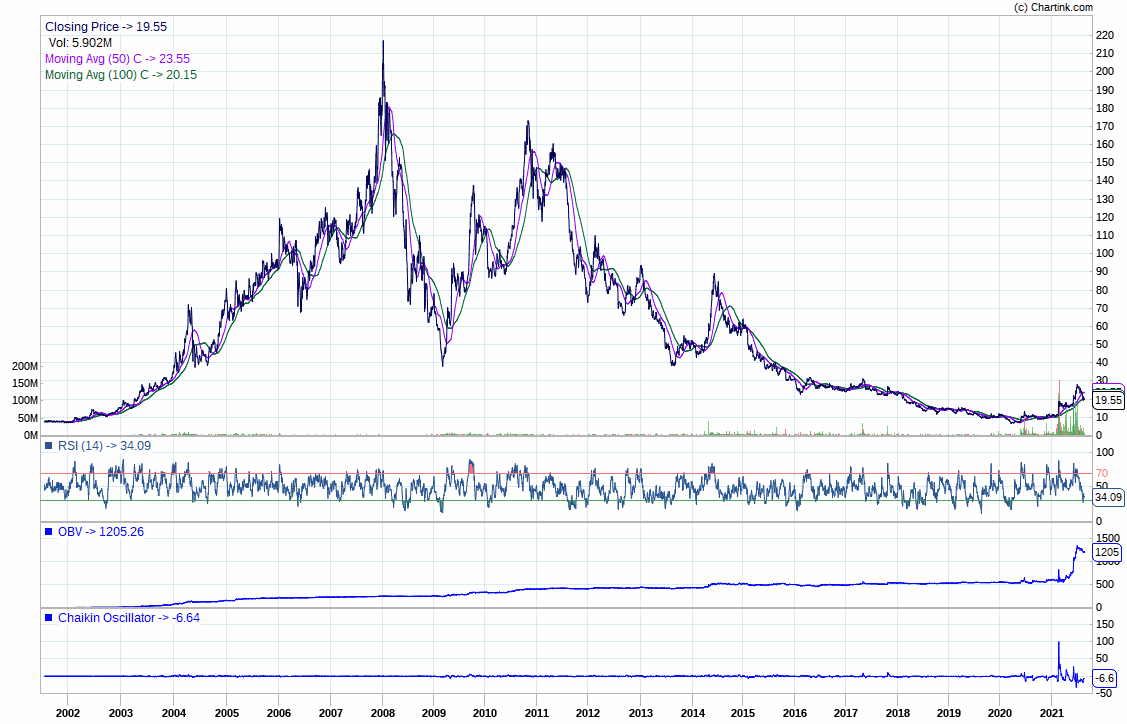 (c) Chartink.com
Closing Price -> 19.55
Vol: 5.902M
Moving Avg (50) C -> 23.55
Moving Avg (100) C -> 20.15
220
210
200
190
180
170
160
150
140
130
120
110
100
90
80
70
60
50
40
30
19.55
10
0
200M
150M
100M
50M
0M
RSI (14) -> 34.09
100
70
50
34.09
0
OBV -> 1205.26
1500
1205
1000
500
0
Chaikin Oscillator -> -6.64
150
100
50
-6.6
-50
2002 2003 2004 2005 2006 2007 2008 2009 2010 2011 2012 2013 2014 2015 2016 2017 2018 2019 2020 2021